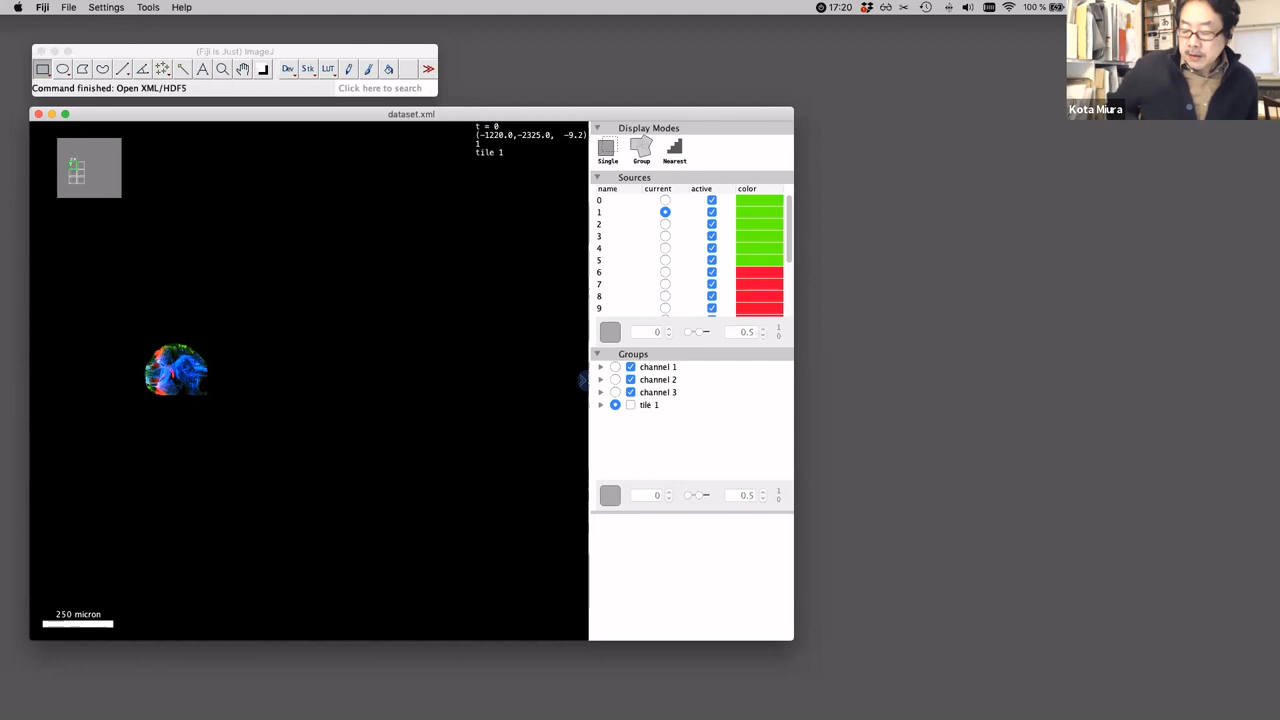 Fiji File Settings Tools Help 17:20 100 %
(Fiji Is Just) ImageJ
Dev Stk LUT
Command finished: Open XML/HDF5 Click here to search
Kota Miura
dataset.xml
t = 0
(-1220.0,-2325.0, -9.2)
1
tile 1
250 micron
Display Modes
Single Group Nearest
Sources
name current active color
0
1
2
3
4
5
6
7
8
9
0 0.5 1
0
Groups
channel 1
channel 2
channel 3
tile 1
0 0.5 1
0